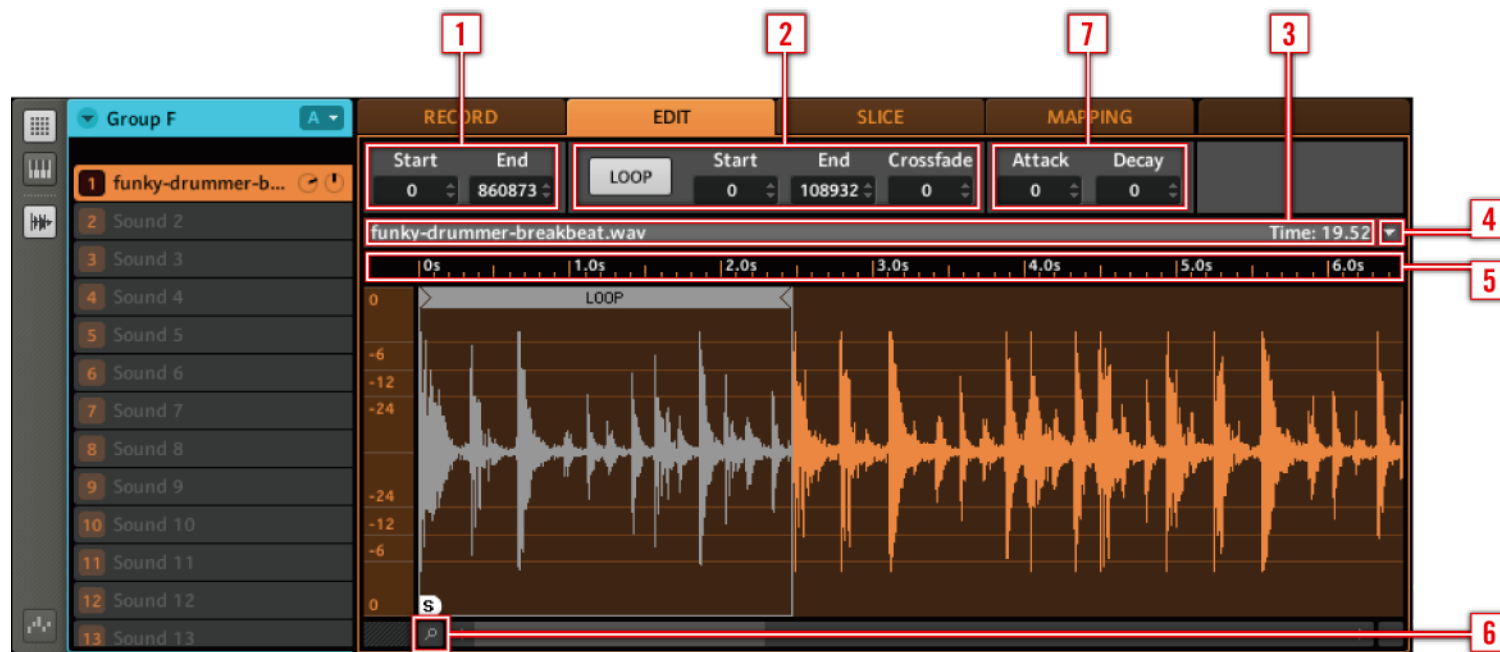 1 2 7 3
Group F A RECORD EDIT SLICE MAPPING
Start End LOOP Start End Crossfade Attack Decay
0 860873 0 108932 0 0 0
funky-drummer-breakbeat.wav Time: 19.52 4
0s 1.0s 2.0s 3.0s 4.0s 5.0s 6.0s 5
1 funky-drummer-b...
2 Sound 2
3 Sound 3
4 Sound 4
5 Sound 5
6 Sound 6
7 Sound 7
8 Sound 8
9 Sound 9
10 Sound 10
11 Sound 11
12 Sound 12
13 Sound 13
LOOP
0
-6
-12
-24
-24
-12
-6
0
S
6